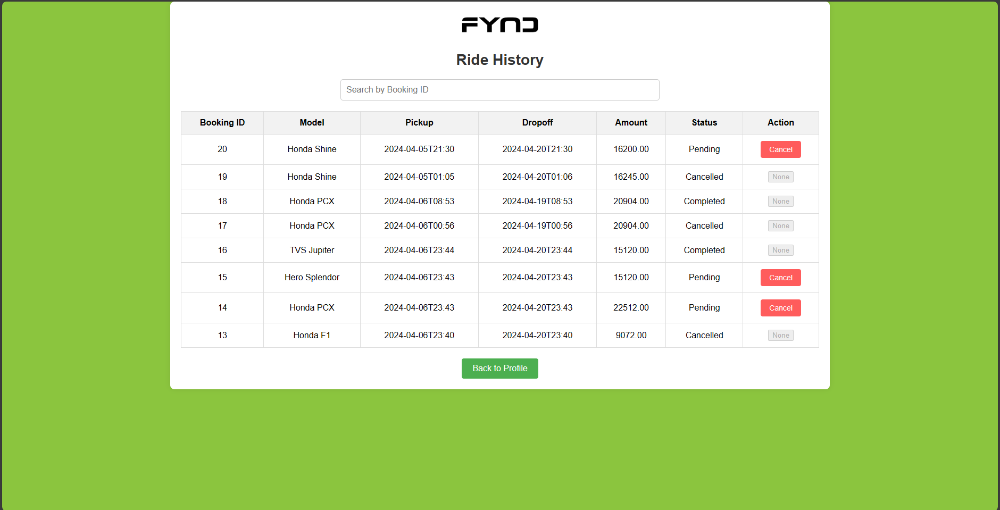 FYND
Ride History
Search by Booking ID
Booking ID Model Pickup Dropoff Amount Status Action
20 Honda Shine 2024-04-05T21:30 2024-04-20T21:30 16200.00 Pending Cancel
19 Honda Shine 2024-04-05T01:05 2024-04-20T01:06 16245.00 Cancelled None
18 Honda PCX 2024-04-06T08:53 2024-04-19T08:53 20904.00 Completed None
17 Honda PCX 2024-04-06T00:56 2024-04-19T00:56 20904.00 Cancelled None
16 TVS Jupiter 2024-04-06T23:44 2024-04-20T23:44 15120.00 Completed None
15 Hero Splendor 2024-04-06T23:43 2024-04-20T23:43 15120.00 Pending Cancel
14 Honda PCX 2024-04-06T23:43 2024-04-20T23:43 22512.00 Pending Cancel
13 Honda F1 2024-04-06T23:40 2024-04-20T23:40 9072.00 Cancelled None
Back to Profile